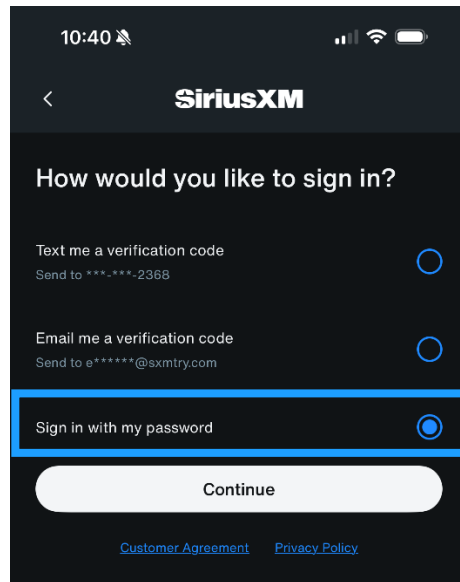 10:40
SiriusXM
How would you like to sign in?
Text me a verification code
Send to ***-***-2368
Email me a verification code
Send to e******@sxmtry.com
Sign in with my password
Continue
Customer Agreement Privacy Policy